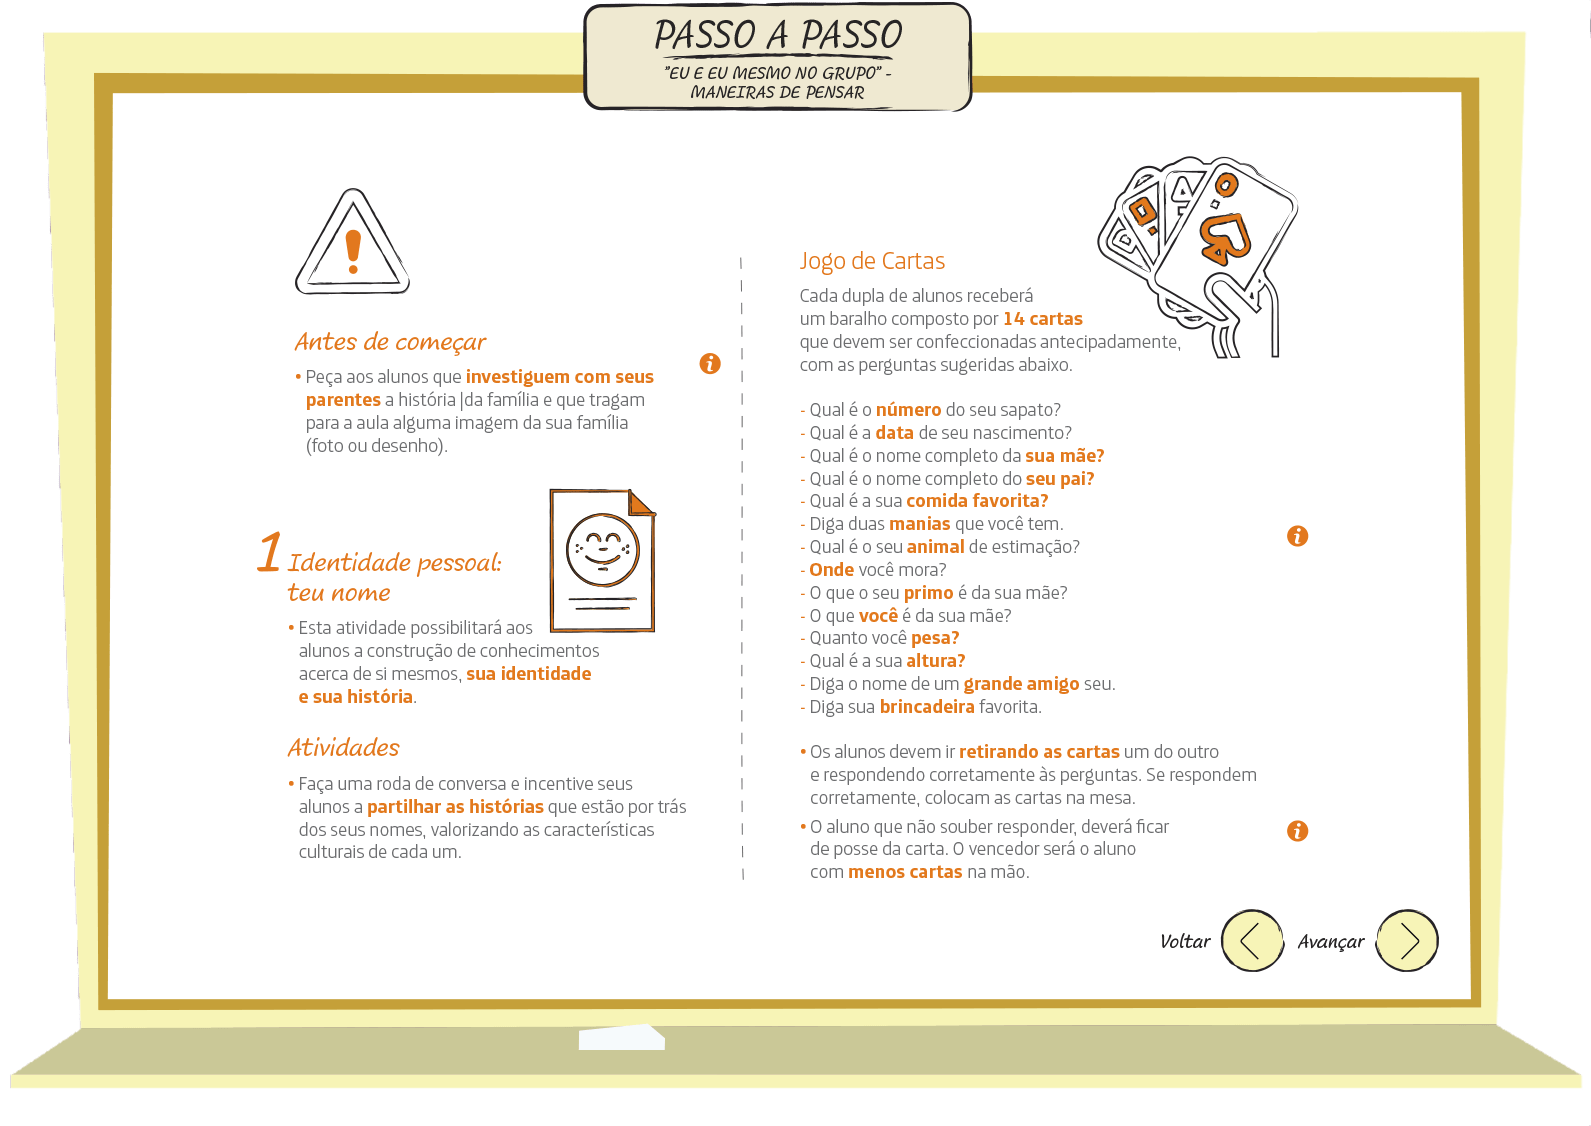 PASSO A PASSO
"EU E EU MESMO NO GRUPO" -
MANEIRAS DE PENSAR
Antes de começar
• Peça aos alunos que investiguem com seus
parentes a história |da família e que tragam
para a aula alguma imagem da sua família
(foto ou desenho).
i
1 Identidade pessoal:
teu nome
• Esta atividade possibilitará aos
alunos a construção de conhecimentos
acerca de si mesmos, sua identidade
e sua história.
Atividades
• Faça uma roda de conversa e incentive seus
alunos a partilhar as histórias que estão por trás
dos seus nomes, valorizando as características
culturais de cada um.
Jogo de Cartas
Cada dupla de alunos receberá
um baralho composto por 14 cartas
que devem ser confeccionadas antecipadamente,
com as perguntas sugeridas abaixo.
- Qual é o número do seu sapato?
- Qual é a data de seu nascimento?
- Qual é o nome completo da sua mãe?
- Qual é o nome completo do seu pai?
- Qual é a sua comida favorita?
- Diga duas manias que você tem.
- Qual é o seu animal de estimação?
- Onde você mora?
- O que o seu primo é da sua mãe?
- O que você é da sua mãe?
- Quanto você pesa?
- Qual é a sua altura?
- Diga o nome de um grande amigo seu.
- Diga sua brincadeira favorita.
i
• Os alunos devem ir retirando as cartas um do outro
e respondendo corretamente às perguntas. Se respondem
corretamente, colocam as cartas na mesa.
• O aluno que não souber responder, deverá ficar
de posse da carta. O vencedor será o aluno
com menos cartas na mão.
i
Voltar
Avançar